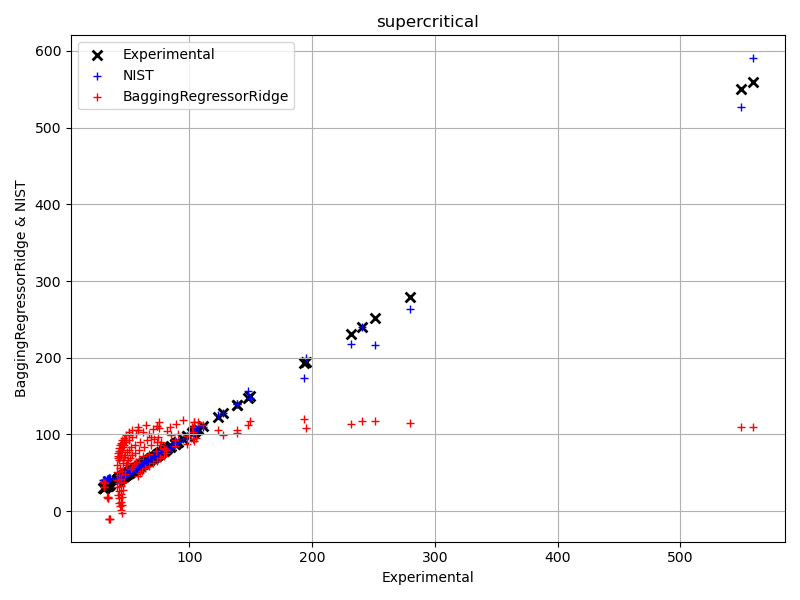 supercritical
Experimental
NIST
BaggingRegressorRidge
BaggingRegressorRidge & NIST
600
500
400
300
200
100
0
100 200 300 400 500
Experimental